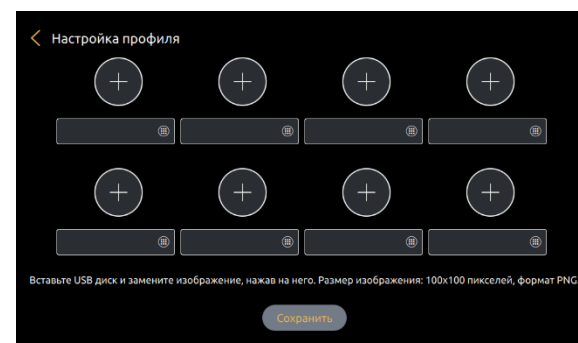 Настройка профиля
Вставьте USB диск и замените изображение, нажав на него. Размер изображения: 100x100 пикселей, формат PNG
Сохранить